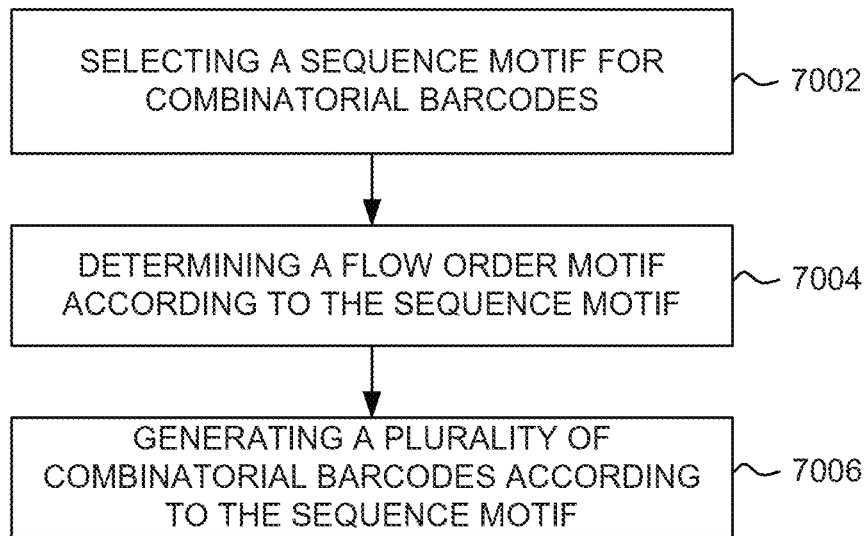 SELECTING A SEQUENCE MOTIF FOR
COMBINATORIAL BARCODES
7002
DETERMINING A FLOW ORDER MOTIF
ACCORDING TO THE SEQUENCE MOTIF
7004
GENERATING A PLURALITY OF
COMBINATORIAL BARCODES ACCORDING
TO THE SEQUENCE MOTIF
7006